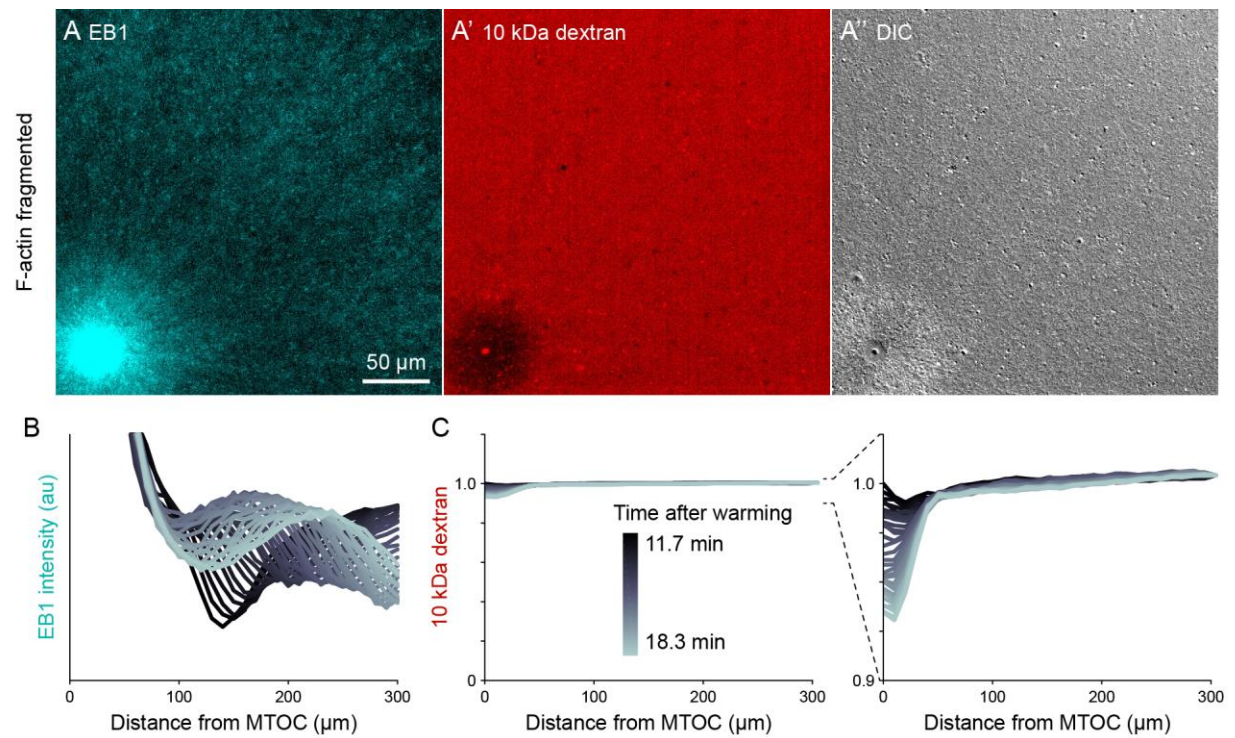 A EB1
A' 10 kDa dextran
A'' DIC
F-actin fragmented
50 µm
B
EB1 intensity (au)
0
100
200
300
Distance from MTOC (µm)
C
10 kDa dextran
1.0
0
Time after warming
11.7 min
18.3 min
0
100
200
300
Distance from MTOC (µm)
1.0
0.9
0
100
200
300
Distance from MTOC (µm)